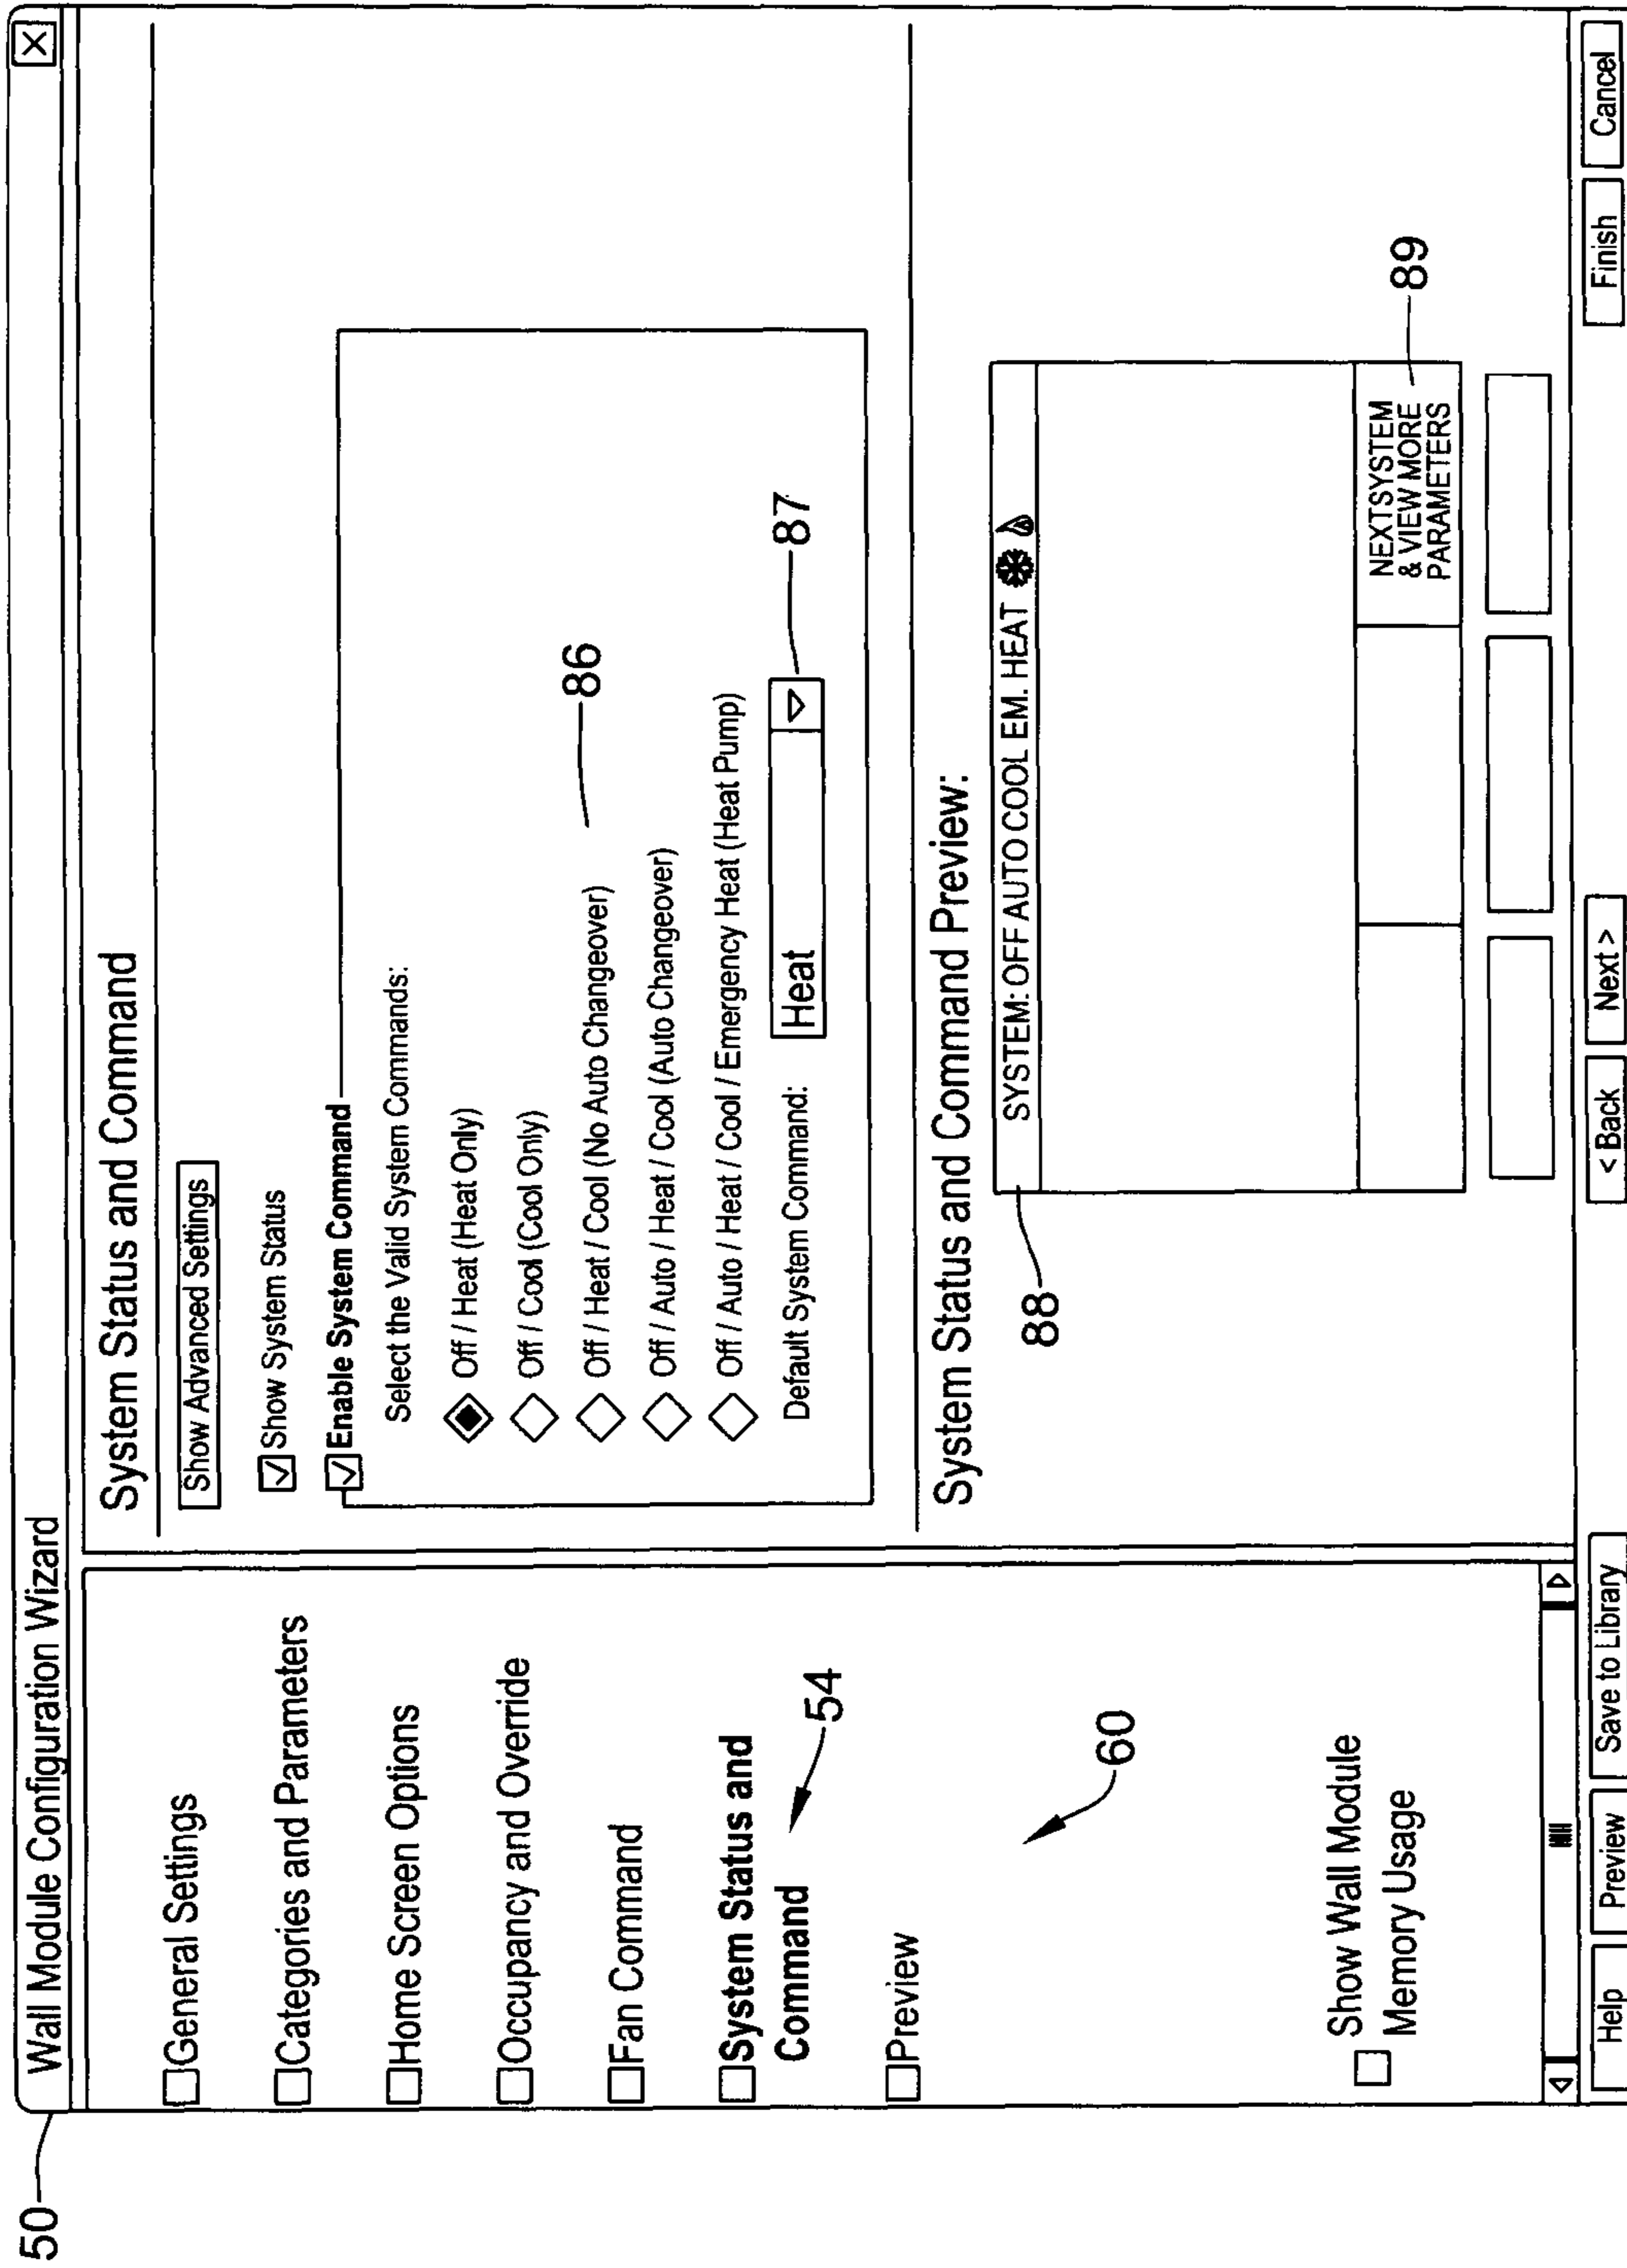 50
Wall Module Configuration Wizard
X
General Settings
Categories and Parameters
Home Screen Options
Occupancy and Override
Fan Command
System Status and
Command
54
Preview
60
Show Wall Module
Memory Usage
System Status and Command
Show Advanced Settings
Show System Status
Enable System Command
Select the Valid System Commands:
Off / Heat (Heat Only)
Off / Cool (Cool Only)
Off / Heat / Cool (No Auto Changeover)
86
Off / Auto / Heat / Cool (Auto Changeover)
Off / Auto / Heat / Cool / Emergency Heat (Heat Pump)
Default System Command:
Heat
87
System Status and Command Preview:
88
SYSTEM: OFF AUTO COOL EM. HEAT
NEXTSYSTEM
& VIEW MORE
PARAMETERS
89
Help
Preview
Save to Library
< Back
Next >
Finish
Cancel